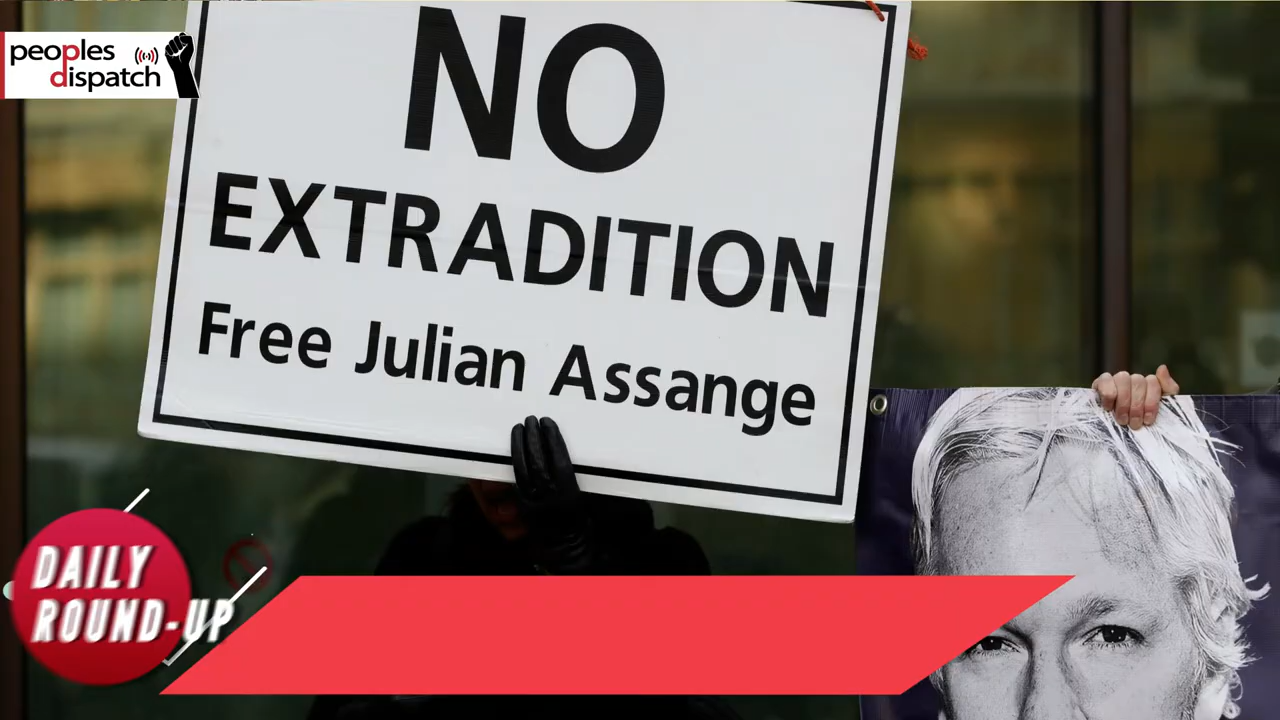 peoples
dispatch
NO
EXTRADITION
Free Julian Assange
DAILY
ROUND-UP